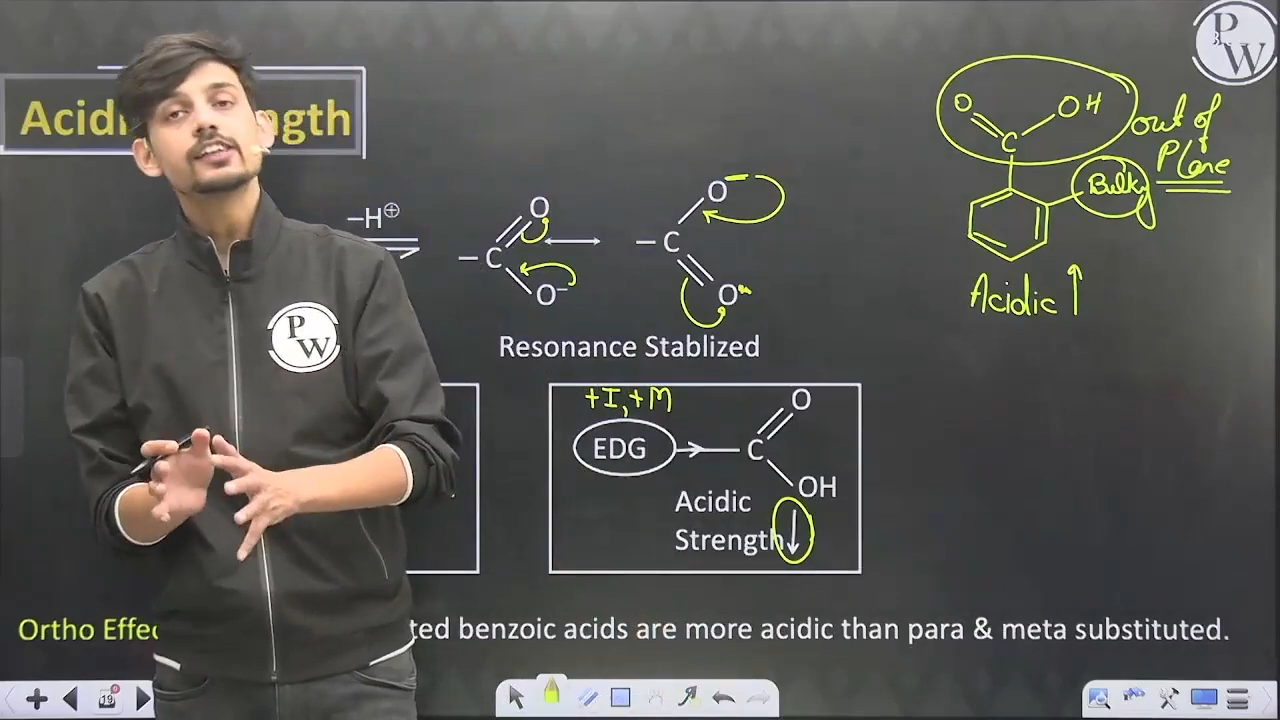 Acidi ngth
P
W
O
OH
C
out of
Plane
Bulky
Acidic ↑
–H⊕
O
–C
O–
O–
–C
O
Resonance Stablized
+I, +M
EDG
C
O
OH
Acidic
Strength ↓
P
W
Ortho Effec ted benzoic acids are more acidic than para & meta substituted.
19